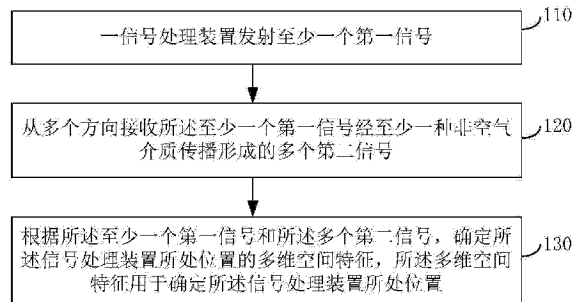 一信号处理装置发射至少一个第一信号
110
从多个方向接收所述至少一个第一信号经至少一种非空气
介质传播形成的多个第二信号
120
根据所述至少一个第一信号和所述多个第二信号，确定所
述信号处理装置所处位置的多维空间特征，所述多维空间
特征用于确定所述信号处理装置所处位置
130